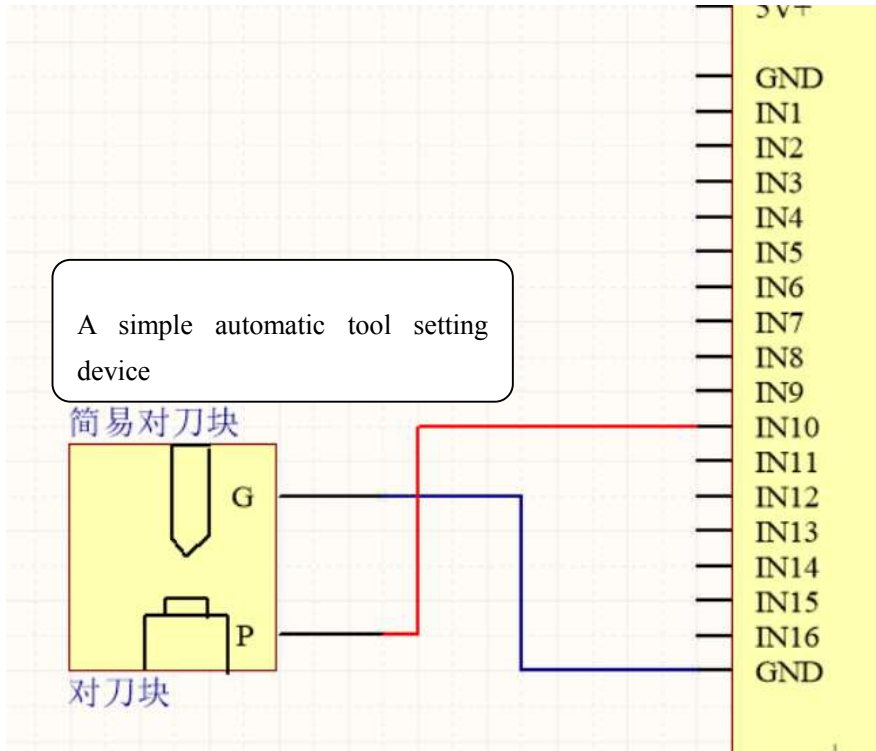 5V+
GND
IN1
IN2
IN3
IN4
IN5
IN6
IN7
IN8
IN9
IN10
IN11
IN12
IN13
IN14
IN15
IN16
GND
A simple automatic tool setting
device
简易对刀块
G
P
对刀块